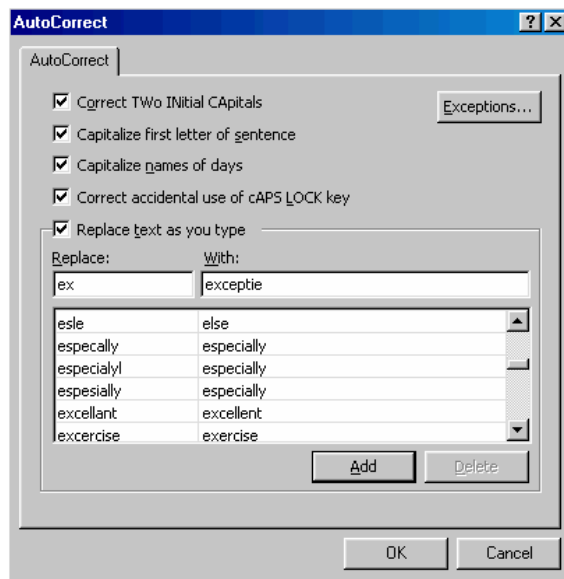 AutoCorrect
AutoCorrect
Correct TWo INitial CApitals
Exceptions...
Capitalize first letter of sentence
Capitalize names of days
Correct accidental use of cAPS LOCK key
Replace text as you type
Replace: With:
ex exceptie
esle else
especally especially
especialyl especially
espesially especially
excellant excellent
excercise exercise
Add Delete
OK Cancel